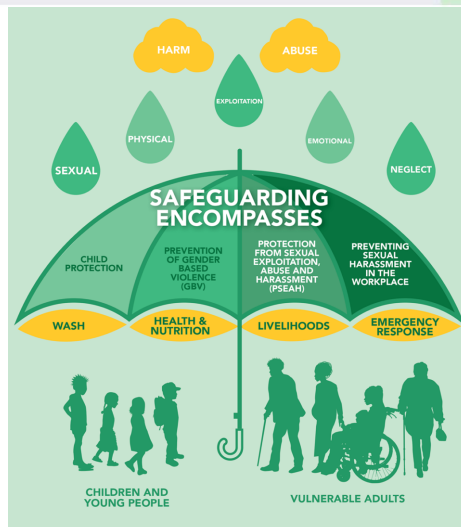 HARM
ABUSE
EXPLOITATION
PHYSICAL
EMOTIONAL
SEXUAL
NEGLECT
SAFEGUARDING
ENCOMPASSES
CHILD
PROTECTION
PREVENTION
OF GENDER
BASED
VIOLENCE
(GBV)
PROTECTION
FROM SEXUAL
EXPLOITATION,
ABUSE AND
HARASSMENT
(PSEAH)
PREVENTING
SEXUAL
HARASSMENT
IN THE
WORKPLACE
WASH
HEALTH &
NUTRITION
LIVELIHOODS
EMERGENCY
RESPONSE
CHILDREN AND
YOUNG PEOPLE
VULNERABLE ADULTS